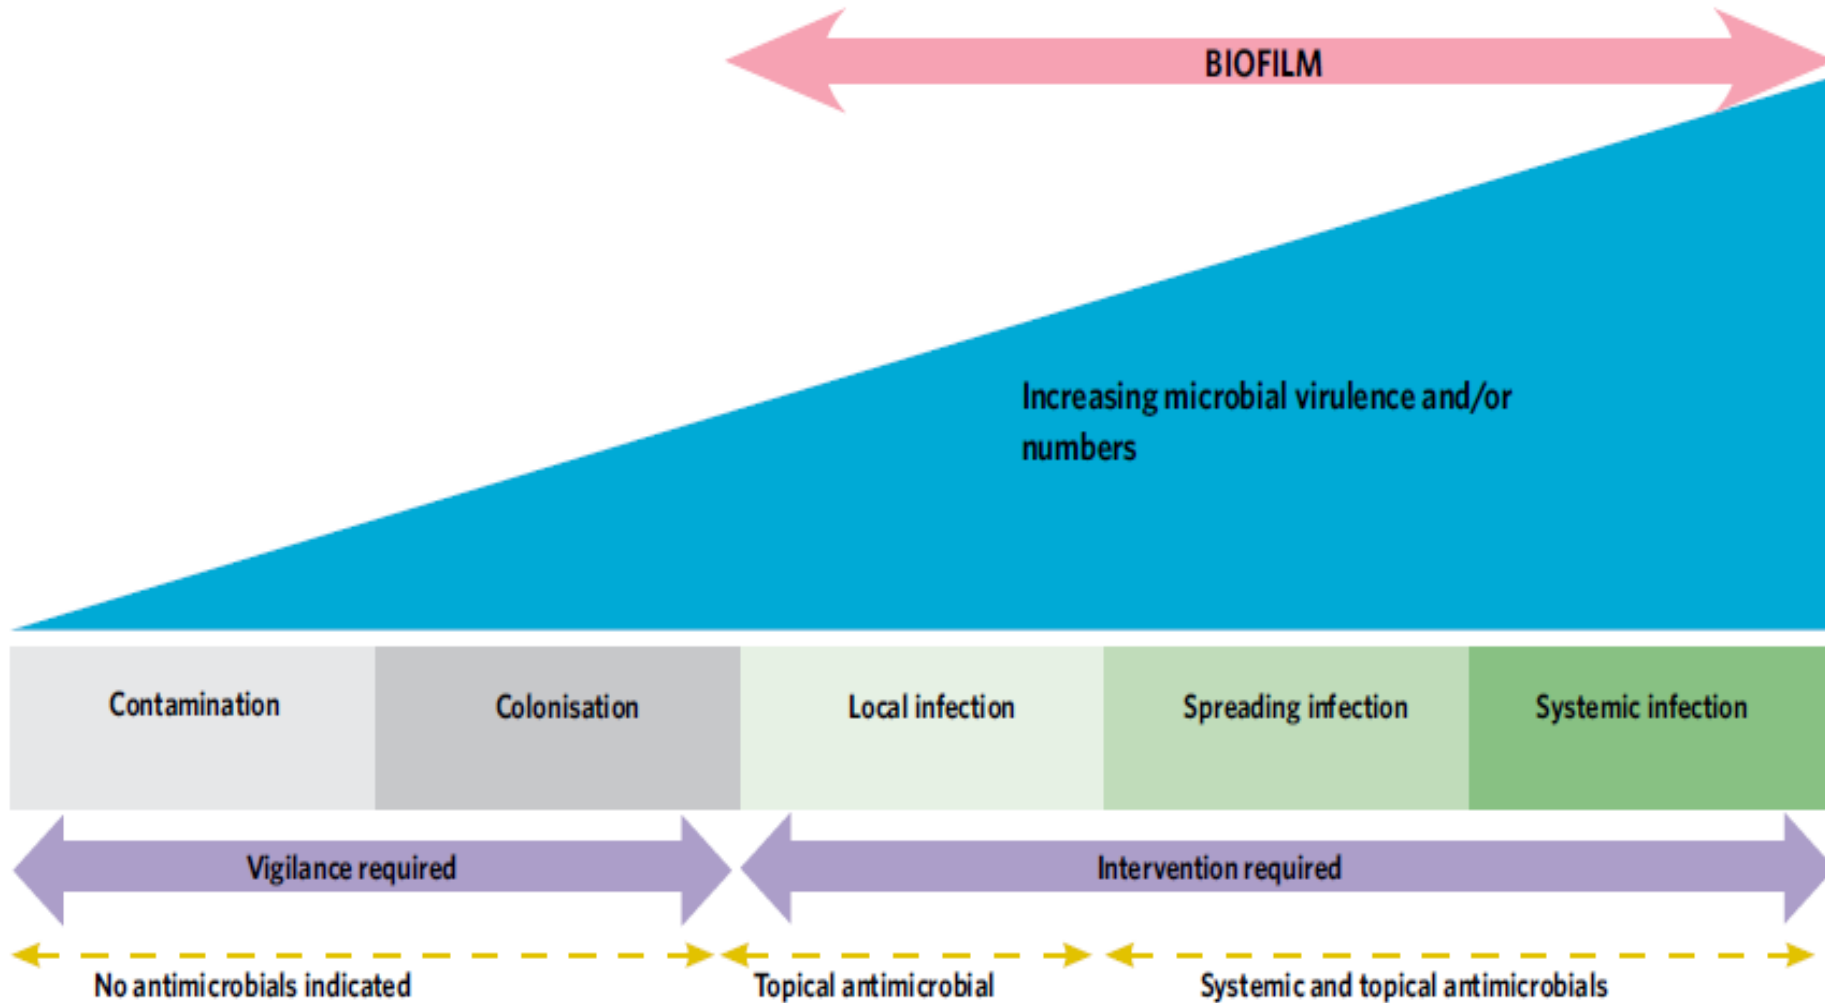 BIOFILM
Increasing microbial virulence and/or
numbers
Contamination
Colonisation
Local infection
Spreading infection
Systemic infection
Vigilance required
Intervention required
No antimicrobials indicated
Topical antimicrobial
Systemic and topical antimicrobials